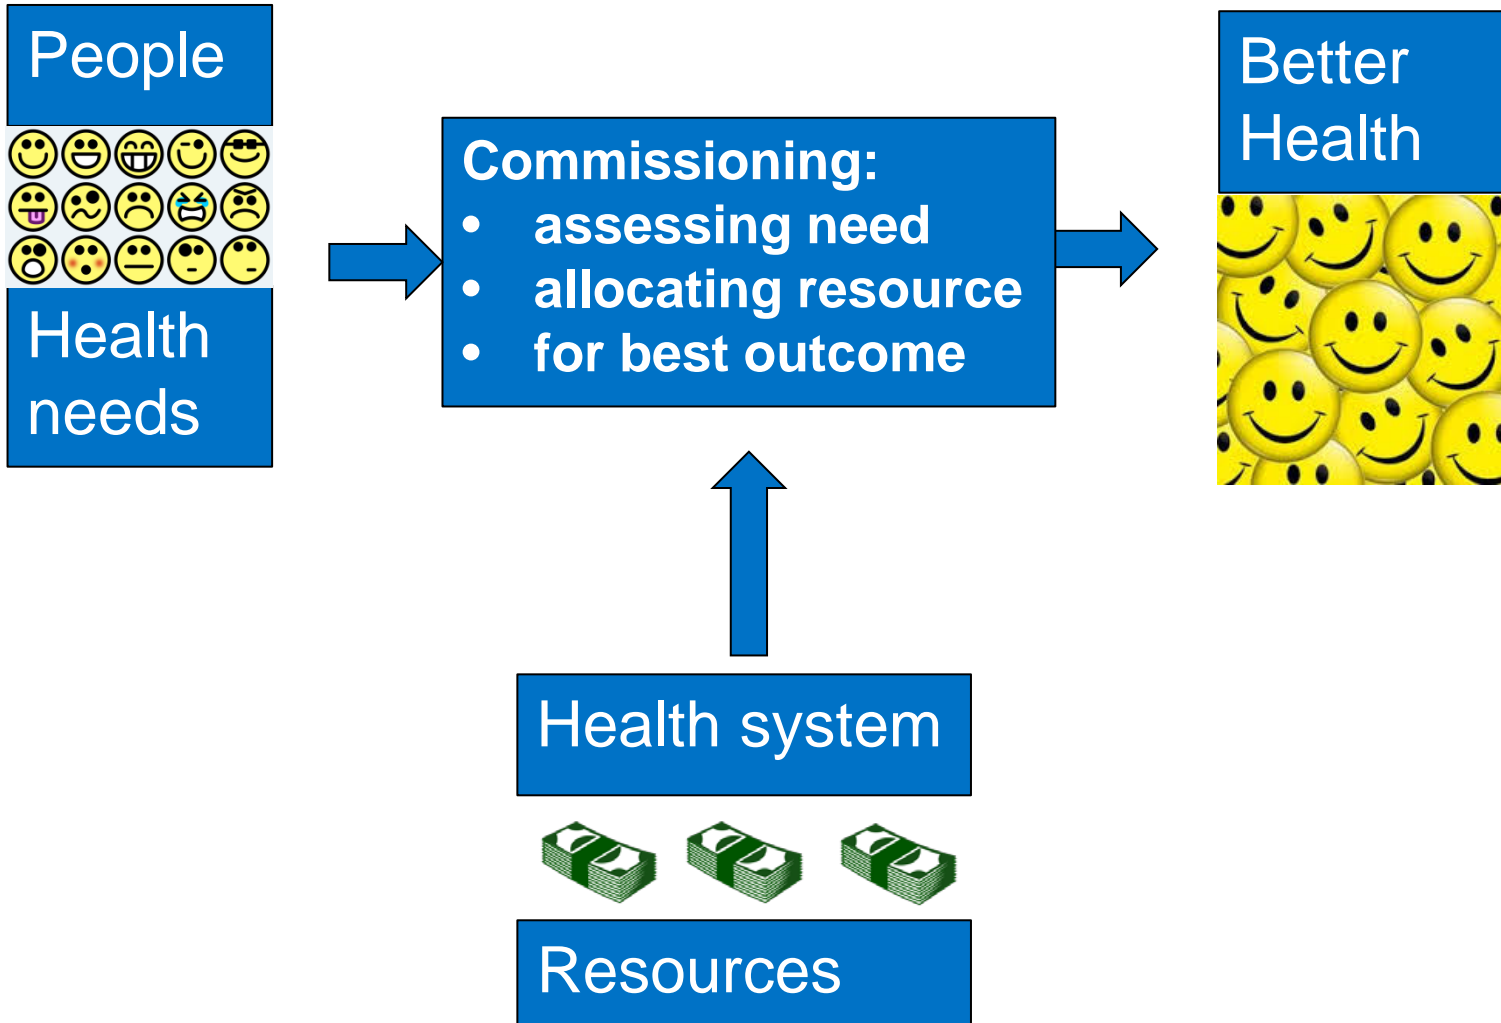 People
Health
needs
Commissioning:
• assessing need
• allocating resource
• for best outcome
Better
Health
Health system
Resources